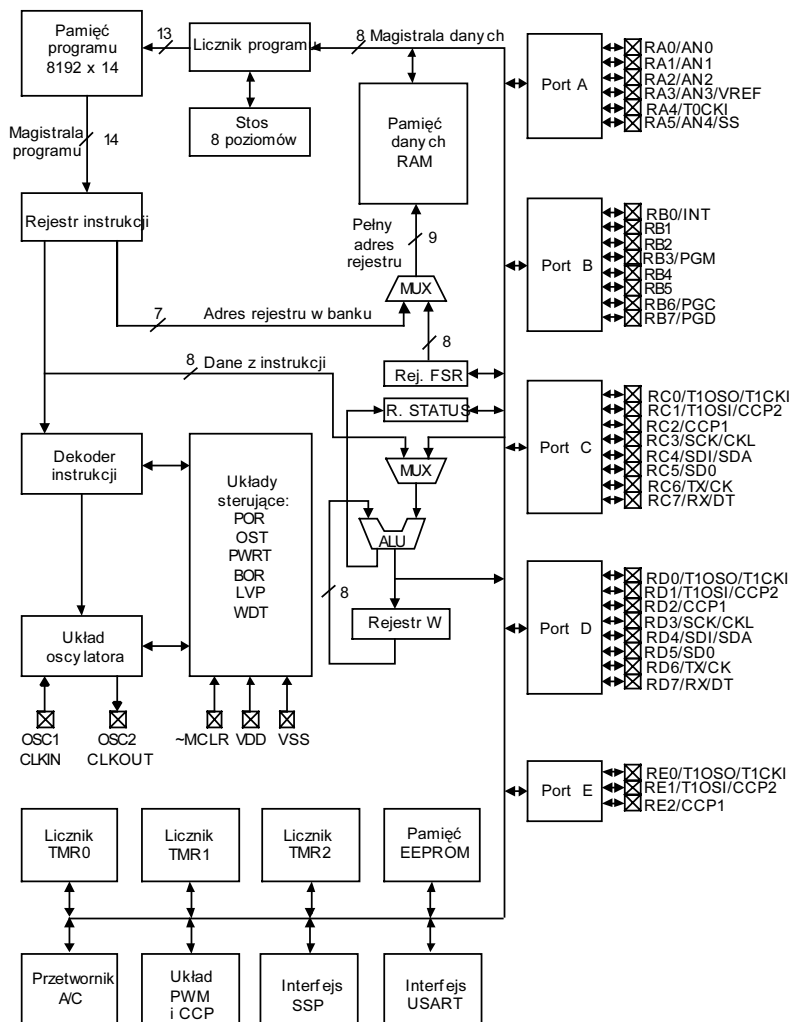 Pamięć
programu
8192 x 14
13
Licznik program
8 Magistrala danych
Stos
8 poziomów
Magistrala
programu
14
Pamięć
danych
RAM
Rejestr instrukcji
Pełny
adres
rejestru
9
MUX
7
Adres rejestru w banku
8
8 Dane z instrukcji
Rej. FSR
R. STATUS
Dekoder
instrukcji
Układy
sterujące:
POR
OST
PWRT
BOR
LVP
WDT
MUX
ALU
8
Rejestr W
Układ
oscylatora
OSC1
CLKIN
OSC2
CLKOUT
~MCLR
VDD
VSS
Port A
RA0/AN0
RA1/AN1
RA2/AN2
RA3/AN3/VREF
RA4/T0CKI
RA5/AN4/SS
Port B
RB0/INT
RB1
RB2
RB3/PGM
RB4
RB5
RB6/PGC
RB7/PGD
Port C
RC0/T1OSO/T1CKI
RC1/T1OSI/CCP2
RC2/CCP1
RC3/SCK/CKL
RC4/SDI/SDA
RC5/SD0
RC6/TX/CK
RC7/RX/DT
Port D
RD0/T1OSO/T1CKI
RD1/T1OSI/CCP2
RD2/CCP1
RD3/SCK/CKL
RD4/SDI/SDA
RD5/SD0
RD6/TX/CK
RD7/RX/DT
Port E
RE0/T1OSO/T1CKI
RE1/T1OSI/CCP2
RE2/CCP1
Licznik
TMR0
Licznik
TMR1
Licznik
TMR2
Pamięć
EEPROM
Przetwornik
A/C
Układ
PWM
i CCP
Interfejs
SSP
Interfejs
USART